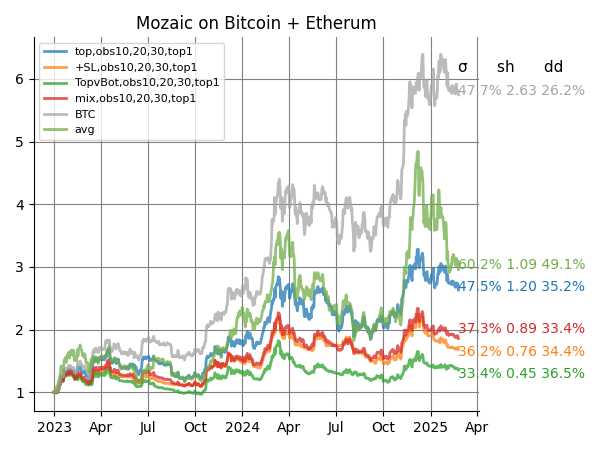 Mozaic on Bitcoin + Etherum
top,obs10,20,30,top1
+SL,obs10,20,30,top1
TopvBot,obs10,20,30,top1
mix,obs10,20,30,top1
BTC
avg
σ sh dd
47.7% 2.63 26.2%
60.2% 1.09 49.1%
47.5% 1.20 35.2%
37.3% 0.89 33.4%
36.2% 0.76 34.4%
33.4% 0.45 36.5%
6
5
4
3
2
1
2023 Apr Jul Oct 2024 Apr Jul Oct 2025 Apr